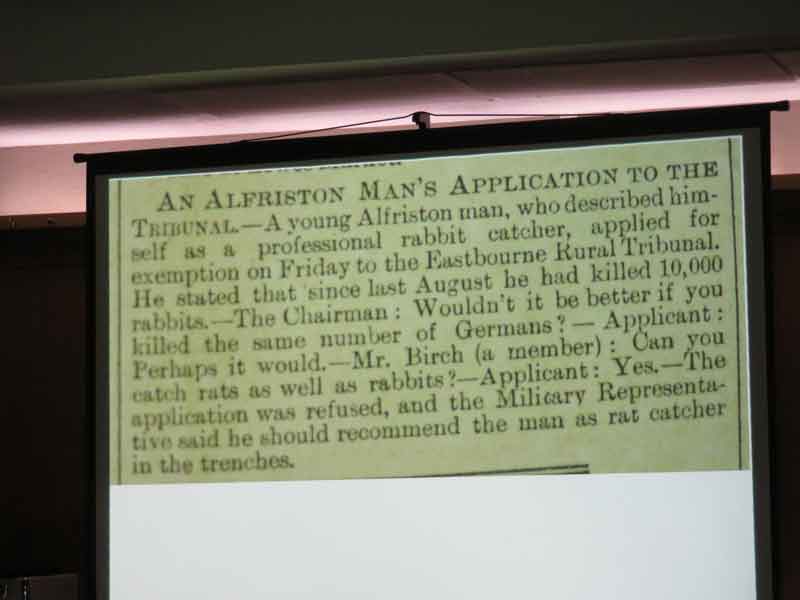 AN ALFRISTON MAN'S APPLICATION TO THE
TRIBUNAL.—A young Alfriston man, who described him-
self as a professional rabbit catcher, applied for
exemption on Friday to the Eastbourne Rural Tribunal.
He stated that since last August he had killed 10,000
rabbits.—The Chairman: Wouldn't it be better if you
killed the same number of Germans?— Applicant:
Perhaps it would.—Mr. Birch (a member): Can you
catch rats as well as rabbits?—Applicant: Yes.—The
application was refused, and the Military Representa-
tive said he should recommend the man as rat catcher
in the trenches.